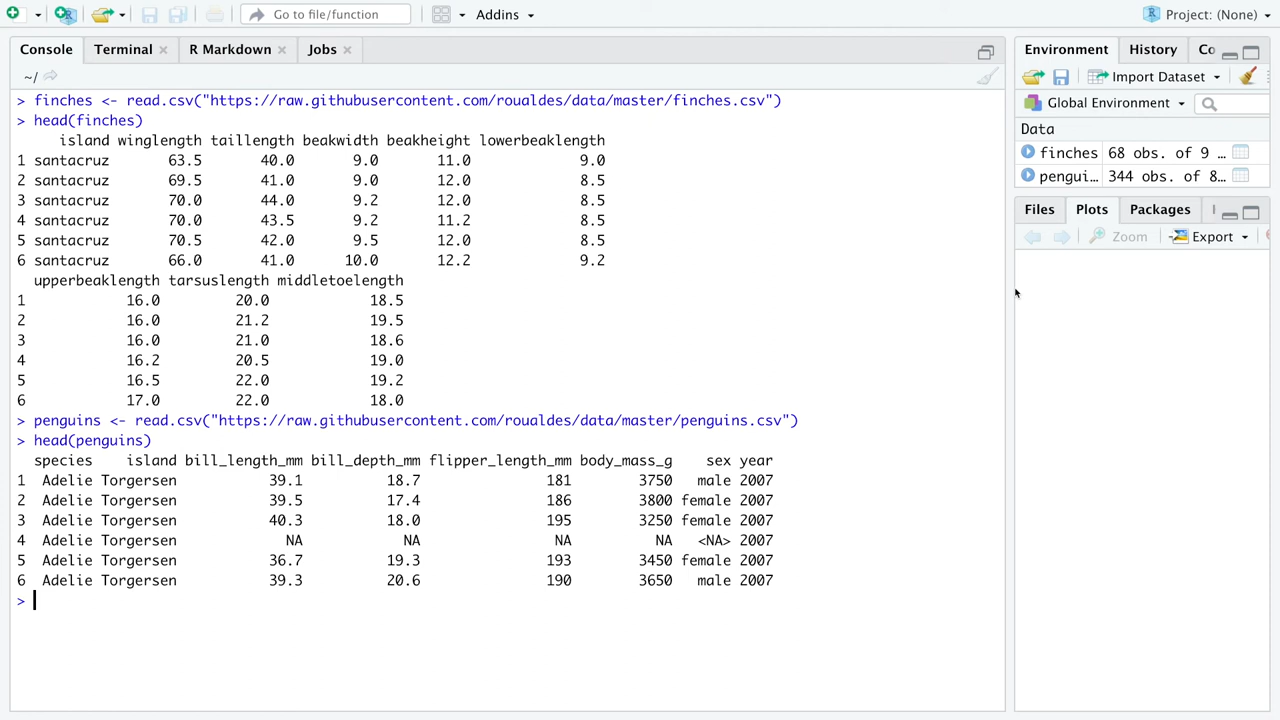 Go to file/function Addins Project: (None)
Console Terminal R Markdown Jobs
~/
> finches <- read.csv("https://raw.githubusercontent.com/roualdes/data/master/finches.csv")
> head(finches)
island winglength taillength beakwidth beakheight lowerbeaklength
1 santacruz 63.5 40.0 9.0 11.0 9.0
2 santacruz 69.5 41.0 9.0 12.0 8.5
3 santacruz 70.0 44.0 9.2 12.0 8.5
4 santacruz 70.0 43.5 9.2 11.2 8.5
5 santacruz 70.5 42.0 9.5 12.0 8.5
6 santacruz 66.0 41.0 10.0 12.2 9.2
upperbeaklength tarsuslength middletoelength
1 16.0 20.0 18.5
2 16.0 21.2 19.5
3 16.0 21.0 18.6
4 16.2 20.5 19.0
5 16.5 22.0 19.2
6 17.0 22.0 18.0
> penguins <- read.csv("https://raw.githubusercontent.com/roualdes/data/master/penguins.csv")
> head(penguins)
species island bill_length_mm bill_depth_mm flipper_length_mm body_mass_g sex year
1 Adelie Torgersen 39.1 18.7 181 3750 male 2007
2 Adelie Torgersen 39.5 17.4 186 3800 female 2007
3 Adelie Torgersen 40.3 18.0 195 3250 female 2007
4 Adelie Torgersen NA NA NA NA <NA> 2007
5 Adelie Torgersen 36.7 19.3 193 3450 female 2007
6 Adelie Torgersen 39.3 20.6 190 3650 male 2007
>
Environment History Co
Import Dataset
Global Environment
Data
finches 68 obs. of 9 ...
pengui... 344 obs. of 8...
Files Plots Packages
Zoom Export